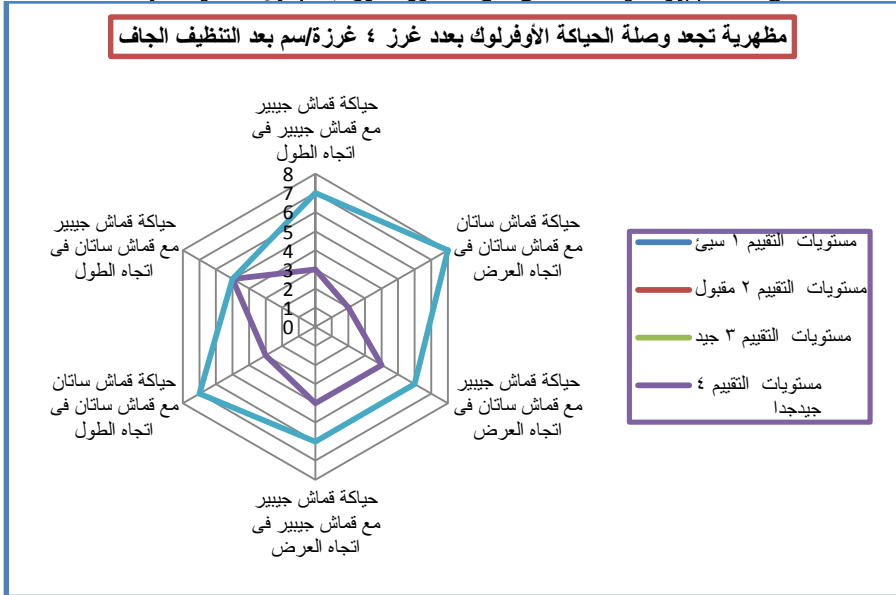 مظهرية تجعد وصلة الحياكة الأوفرلوك بعدد غرز ٤ غرزة/سم بعد التنظيف الجاف
حياكة قماش جيبير
مع قماش جيبير فى
اتجاه الطول
حياكة قماش ساتان
مع قماش ساتان فى
اتجاه العرض
حياكة قماش جيبير
مع قماش ساتان فى
اتجاه العرض
حياكة قماش جيبير
مع قماش جيبير فى
اتجاه العرض
حياكة قماش ساتان
مع قماش ساتان فى
اتجاه الطول
حياكة قماش جيبير
مع قماش ساتان فى
اتجاه الطول
8
7
6
5
4
3
2
1
0
مستويات التقييم ١ سيئ
مستويات التقييم ٢ مقبول
مستويات التقييم ٣ جيد
مستويات التقييم ٤
جيدجدا